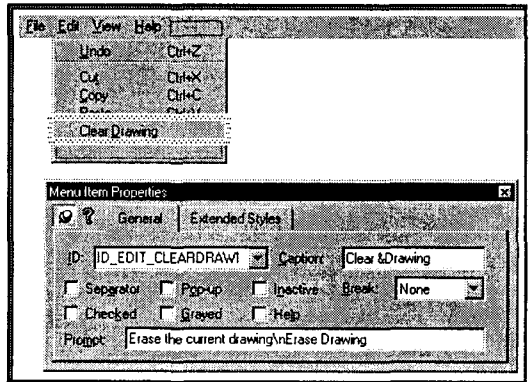 File Edit View Help
Undo Ctrl+Z
Cut Ctrl+X
Copy Ctrl+C
Paste Ctrl+V
Clear Drawing
Menu Item Properties
? General Extended Styles
ID: ID_EDIT_CLEARDRAWI Caption: Clear &Drawing
Separator Pop-up Inactive Break: None
Checked Grayed Help
Prompt: Erase the current drawing\nErase Drawing